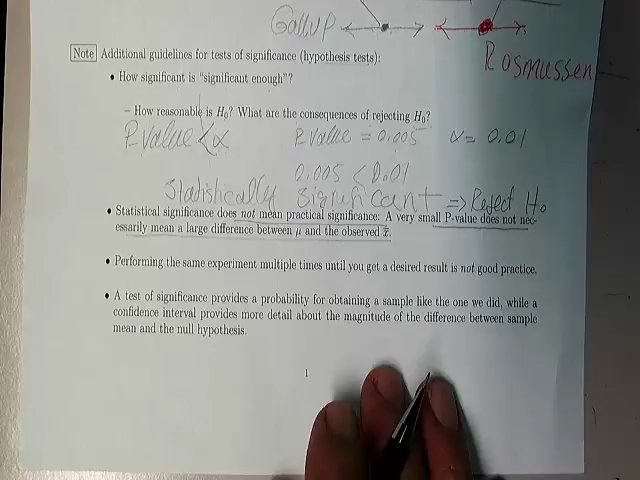 Gallup
Rasmussen
Note Additional guidelines for tests of significance (hypothesis tests):
• How significant is “significant enough”?
– How reasonable is H₀? What are the consequences of rejecting H₀?
P value < α P value = 0.005 α = 0.01
0.005 < 0.01
Statistically significant ⇒ Reject H₀
• Statistical significance does not mean practical significance: A very small P-value does not nec-
essarily mean a large difference between μ and the observed x̄.
• Performing the same experiment multiple times until you get a desired result is not good practice.
• A test of significance provides a probability for obtaining a sample like the one we did, while a
confidence interval provides more detail about the magnitude of the difference between sample
mean and the null hypothesis.
1